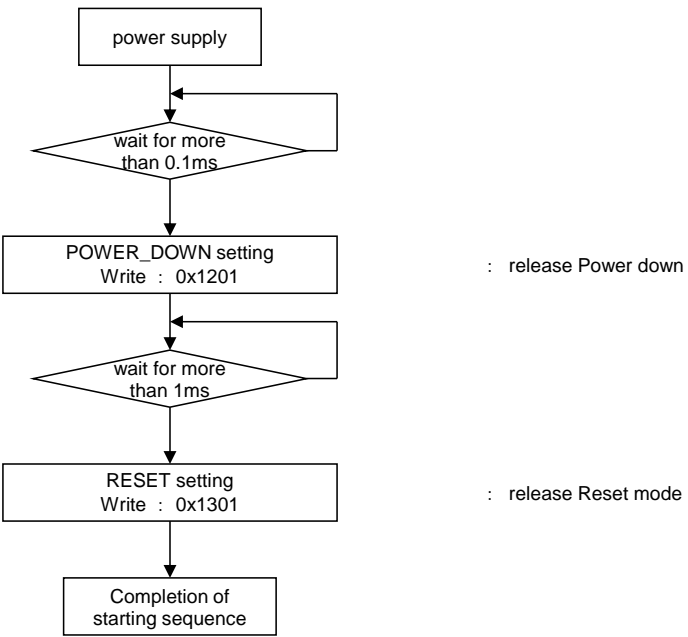 power supply
wait for more
than 0.1ms
POWER_DOWN setting
Write : 0x1201
: release Power down
wait for more
than 1ms
RESET setting
Write : 0x1301
: release Reset mode
Completion of
starting sequence